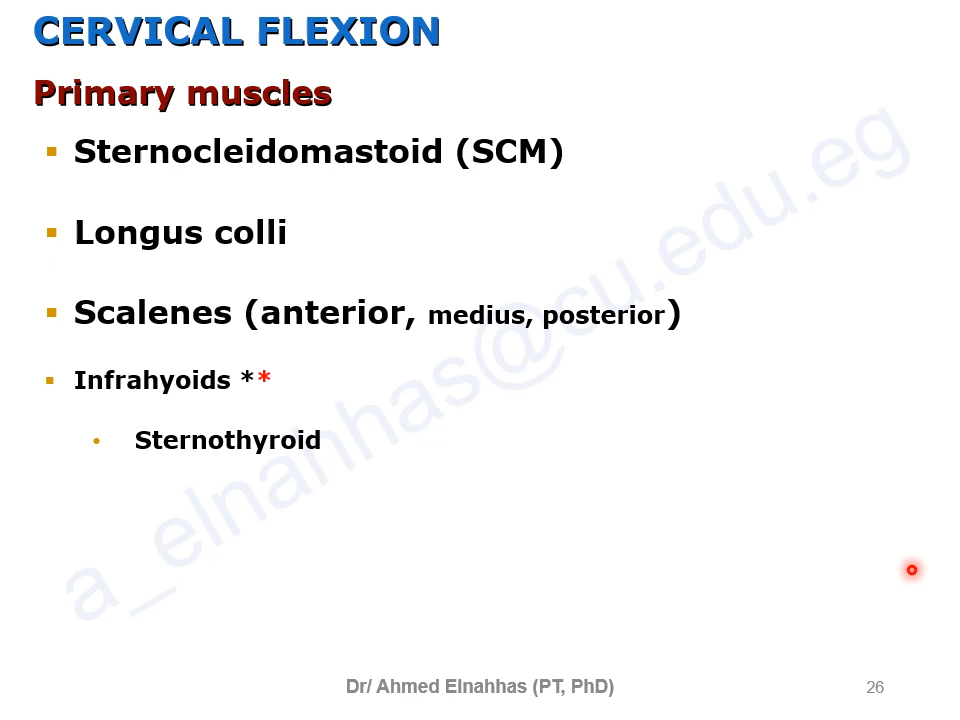 CERVICAL FLEXION
Primary muscles
▪ Sternocleidomastoid (SCM)
▪ Longus colli
▪ Scalenes (anterior, medius, posterior)
▪ Infrahyoids **
• Sternothyroid
a_elnahhas@cu.edu.eg
Dr/ Ahmed Elnahhas (PT, PhD)
26